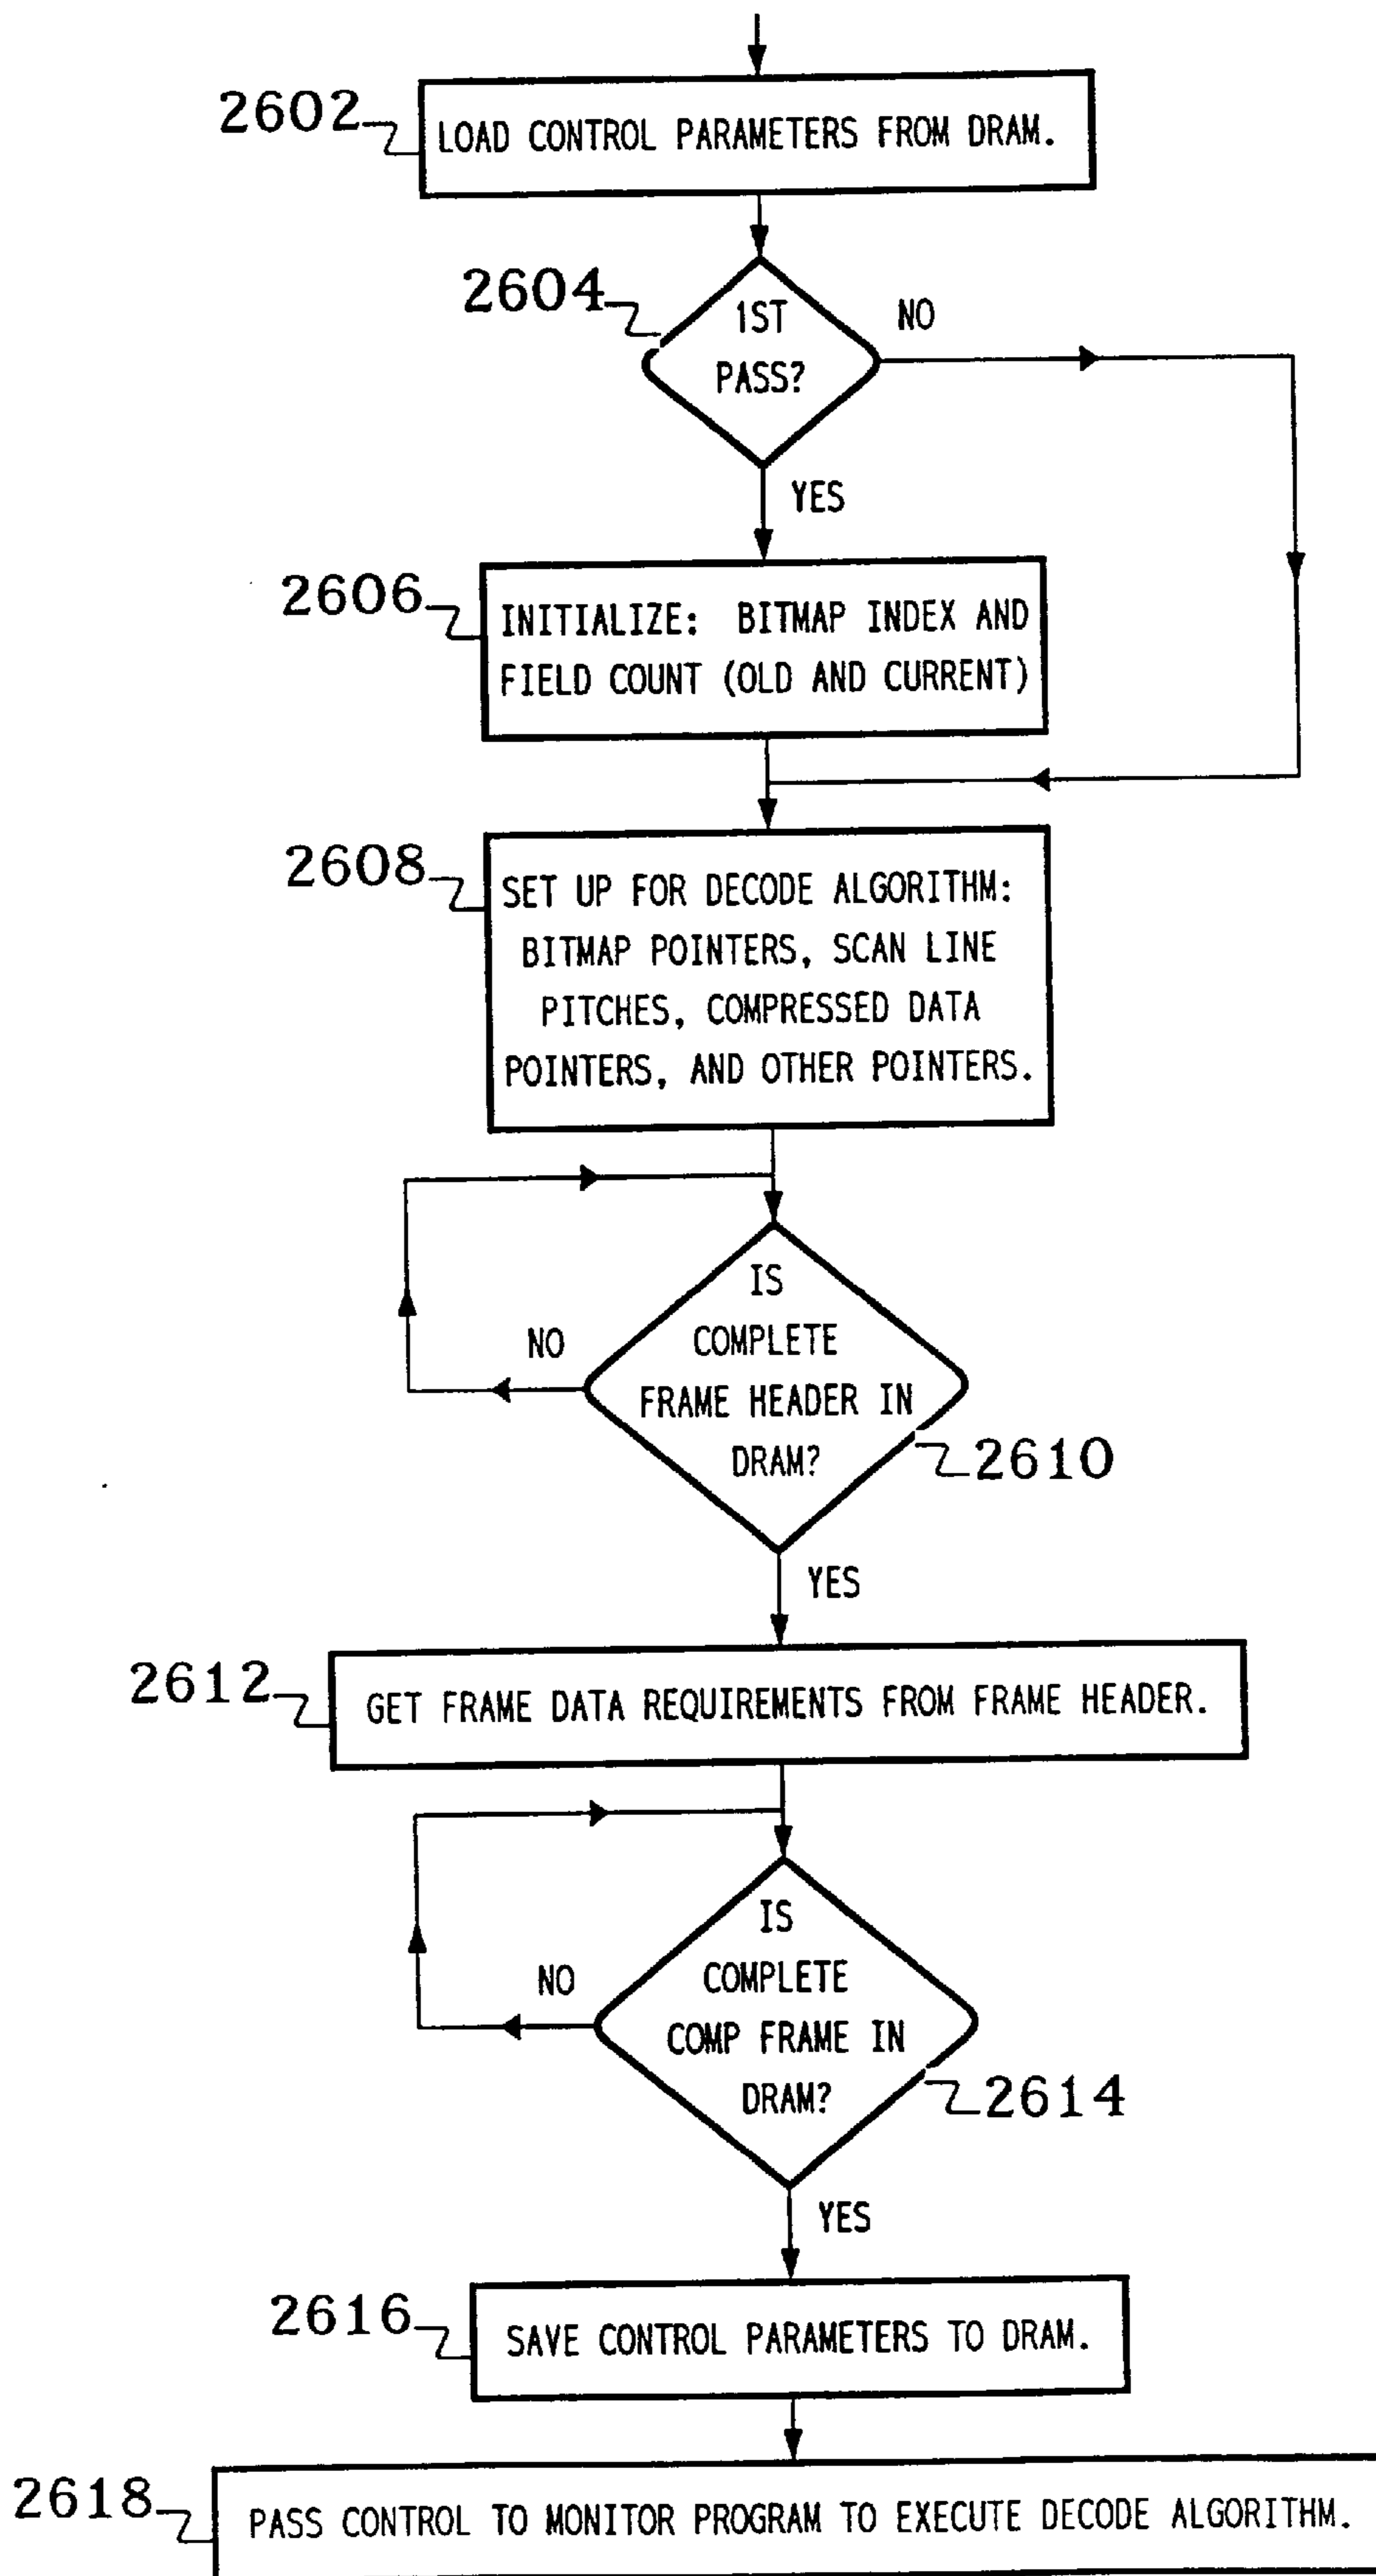 2602
LOAD CONTROL PARAMETERS FROM DRAM.
2604
1ST
PASS?
NO
YES
2606
INITIALIZE: BITMAP INDEX AND
FIELD COUNT (OLD AND CURRENT)
2608
SET UP FOR DECODE ALGORITHM:
BITMAP POINTERS, SCAN LINE
PITCHES, COMPRESSED DATA
POINTERS, AND OTHER POINTERS.
IS
COMPLETE
FRAME HEADER IN
DRAM?
NO
2610
YES
2612
GET FRAME DATA REQUIREMENTS FROM FRAME HEADER.
IS
COMPLETE
COMP FRAME IN
DRAM?
NO
2614
YES
2616
SAVE CONTROL PARAMETERS TO DRAM.
2618
PASS CONTROL TO MONITOR PROGRAM TO EXECUTE DECODE ALGORITHM.